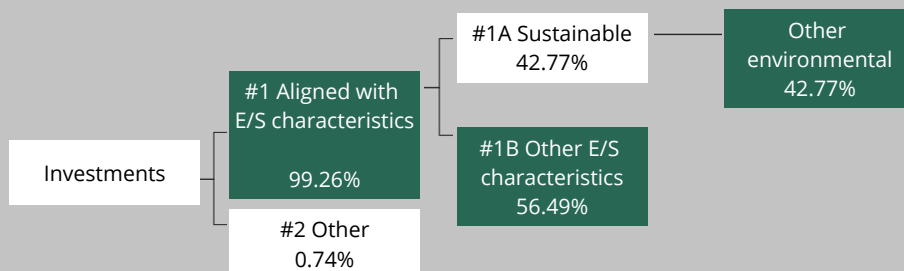 Investments
#1 Aligned with
E/S characteristics
99.26%
#2 Other
0.74%
#1A Sustainable
42.77%
#1B Other E/S
characteristics
56.49%
Other
environmental
42.77%